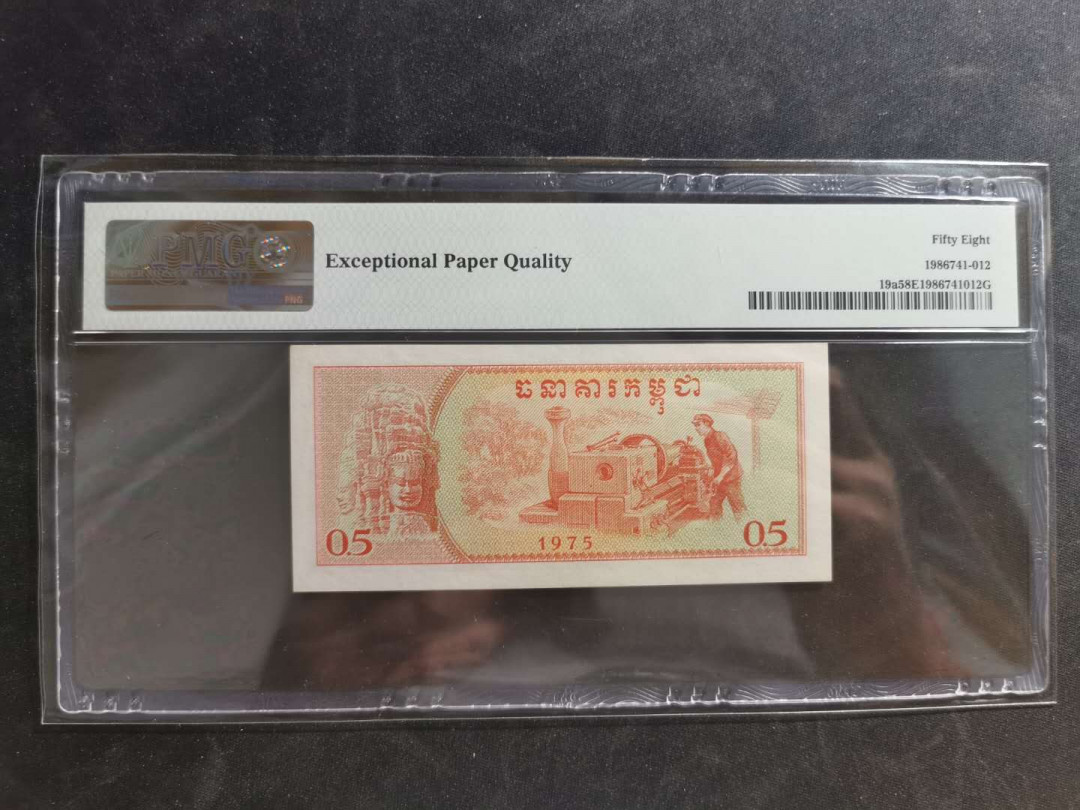 PMG
Exceptional Paper Quality
Fifty Eight
1986741-012
19a58E1986741012G
PMG
ធនាគារកម្ពុជា
05
1975
05